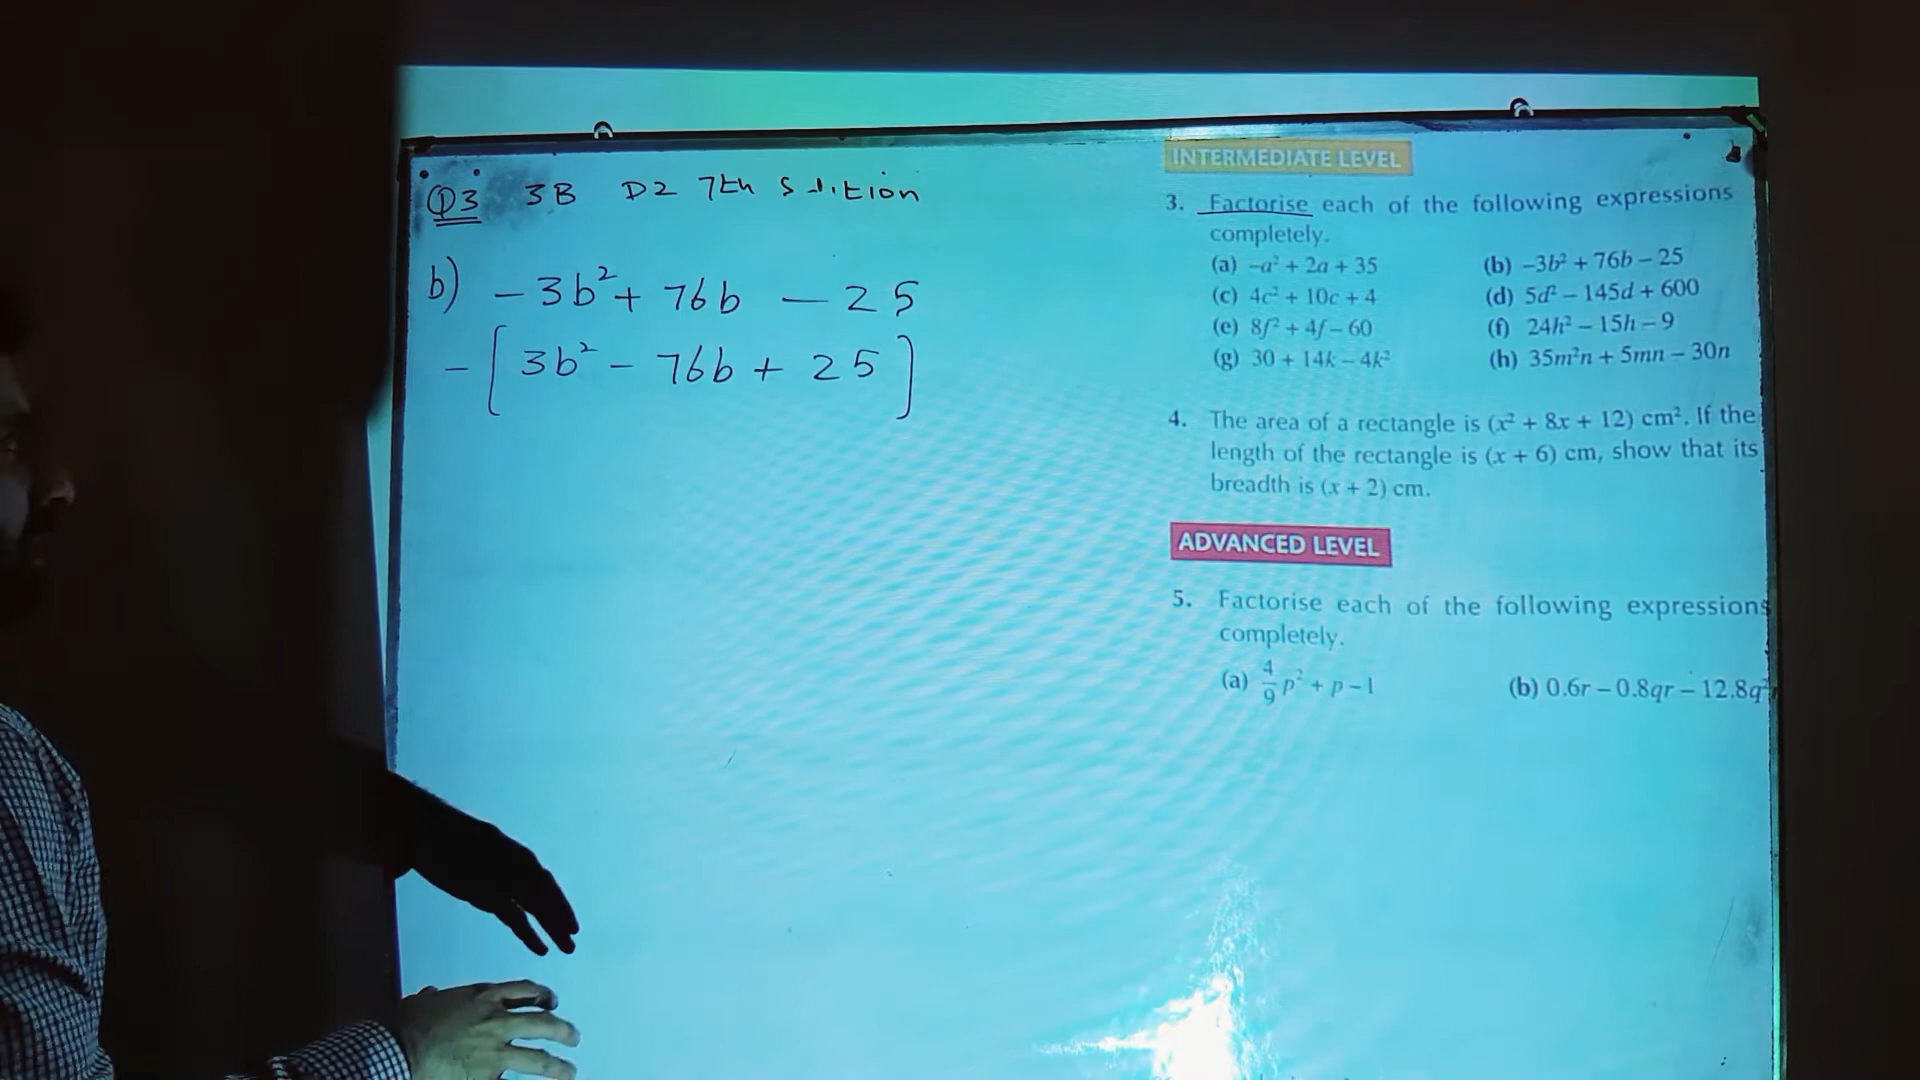 Q3 3B D2 7th Edition
b) -3b² + 76b - 25
- [ 3b² - 76b + 25 ]
INTERMEDIATE LEVEL
3. Factorise each of the following expressions
completely.
(a) -a² + 2a + 35 (b) -3b² + 76b - 25
(c) 4c² + 10c + 4 (d) 5d² - 145d + 600
(e) 8f² + 4f - 60 (f) 24h² - 15h - 9
(g) 30 + 14k - 4k² (h) 35m²n + 5mn - 30n
4. The area of a rectangle is (x² + 8x + 12) cm². If the
length of the rectangle is (x + 6) cm, show that its
breadth is (x + 2) cm.
ADVANCED LEVEL
5. Factorise each of the following expressions
completely.
(a) 4/9 p² + p - 1 (b) 0.6r - 0.8qr - 12.8q²